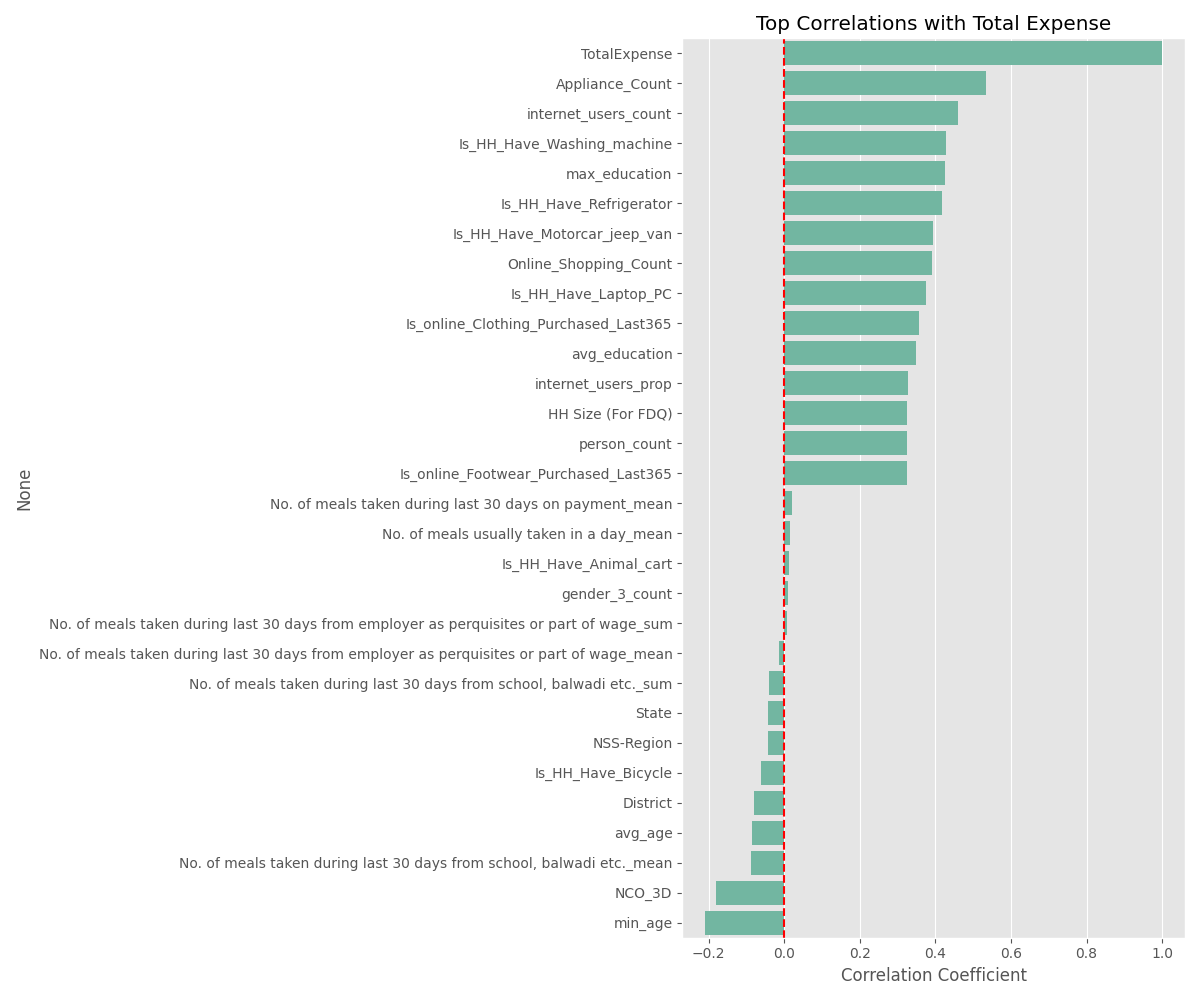 Top Correlations with Total Expense
TotalExpense
Appliance_Count
internet_users_count
Is_HH_Have_Washing_machine
max_education
Is_HH_Have_Refrigerator
Is_HH_Have_Motorcar_jeep_van
Online_Shopping_Count
Is_HH_Have_Laptop_PC
Is_online_Clothing_Purchased_Last365
avg_education
internet_users_prop
HH Size (For FDQ)
person_count
Is_online_Footwear_Purchased_Last365
No. of meals taken during last 30 days on payment_mean
No. of meals usually taken in a day_mean
Is_HH_Have_Animal_cart
gender_3_count
No. of meals taken during last 30 days from employer as perquisites or part of wage_sum
No. of meals taken during last 30 days from employer as perquisites or part of wage_mean
No. of meals taken during last 30 days from school, balwadi etc._sum
State
NSS-Region
Is_HH_Have_Bicycle
District
avg_age
No. of meals taken during last 30 days from school, balwadi etc._mean
NCO_3D
min_age
None
−0.2 0.0 0.2 0.4 0.6 0.8 1.0
Correlation Coefficient